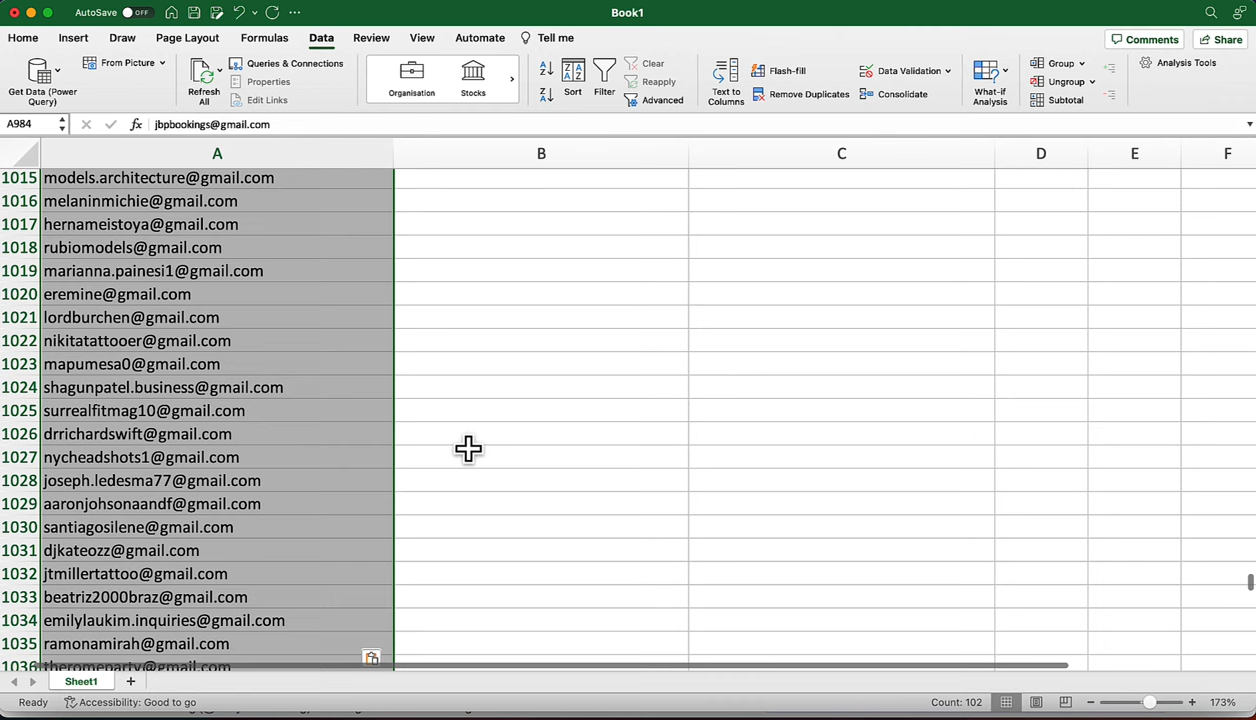 AutoSave OFF
Book1
Home Insert Draw Page Layout Formulas Data Review View Automate Tell me
Comments Share
Get Data (Power Query)
From Picture
Refresh All
Queries & Connections
Properties
Edit Links
Organisation
Stocks
Sort
Filter
Clear
Reapply
Advanced
Text to Columns
Flash-fill
Remove Duplicates
Data Validation
Consolidate
What-if Analysis
Group
Ungroup
Subtotal
Analysis Tools
A984 fx jbpbookings@gmail.com
A B C D E F
1015 models.architecture@gmail.com
1016 melaninmichie@gmail.com
1017 hernameistoya@gmail.com
1018 rubiomodels@gmail.com
1019 marianna.painesi1@gmail.com
1020 eremine@gmail.com
1021 lordburchen@gmail.com
1022 nikitatattooer@gmail.com
1023 mapumesa0@gmail.com
1024 shagunpatel.business@gmail.com
1025 surrealfitmag10@gmail.com
1026 drrichardswift@gmail.com
1027 nycheadshots1@gmail.com
1028 joseph.ledesma77@gmail.com
1029 aaronjohsonaandf@gmail.com
1030 santiagosilene@gmail.com
1031 djkateozz@gmail.com
1032 jtmillertattoo@gmail.com
1033 beatriz2000braz@gmail.com
1034 emilylaukim.inquiries@gmail.com
1035 ramonamirah@gmail.com
1036 theromeparty@gmail.com
Sheet1
Ready Accessibility: Good to go Count: 102 173%